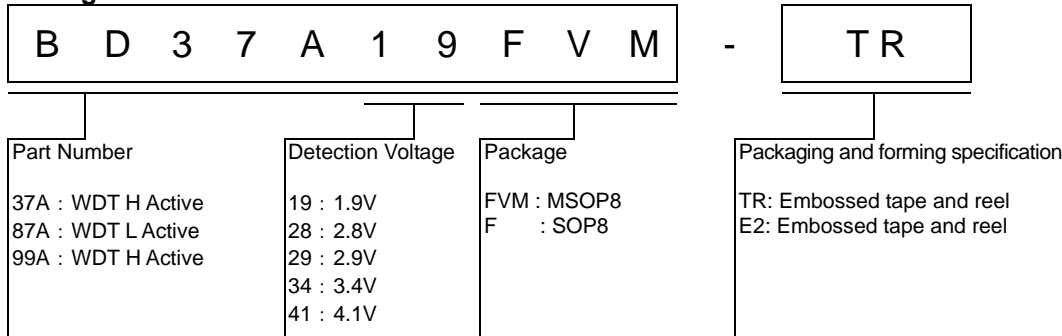 B D 3 7 A 1 9 F V M - T R
Part Number
37A : WDT H Active
87A : WDT L Active
99A : WDT H Active
Detection Voltage
19 : 1.9V
28 : 2.8V
29 : 2.9V
34 : 3.4V
41 : 4.1V
Package
FVM : MSOP8
F : SOP8
Packaging and forming specification
TR: Embossed tape and reel
E2: Embossed tape and reel